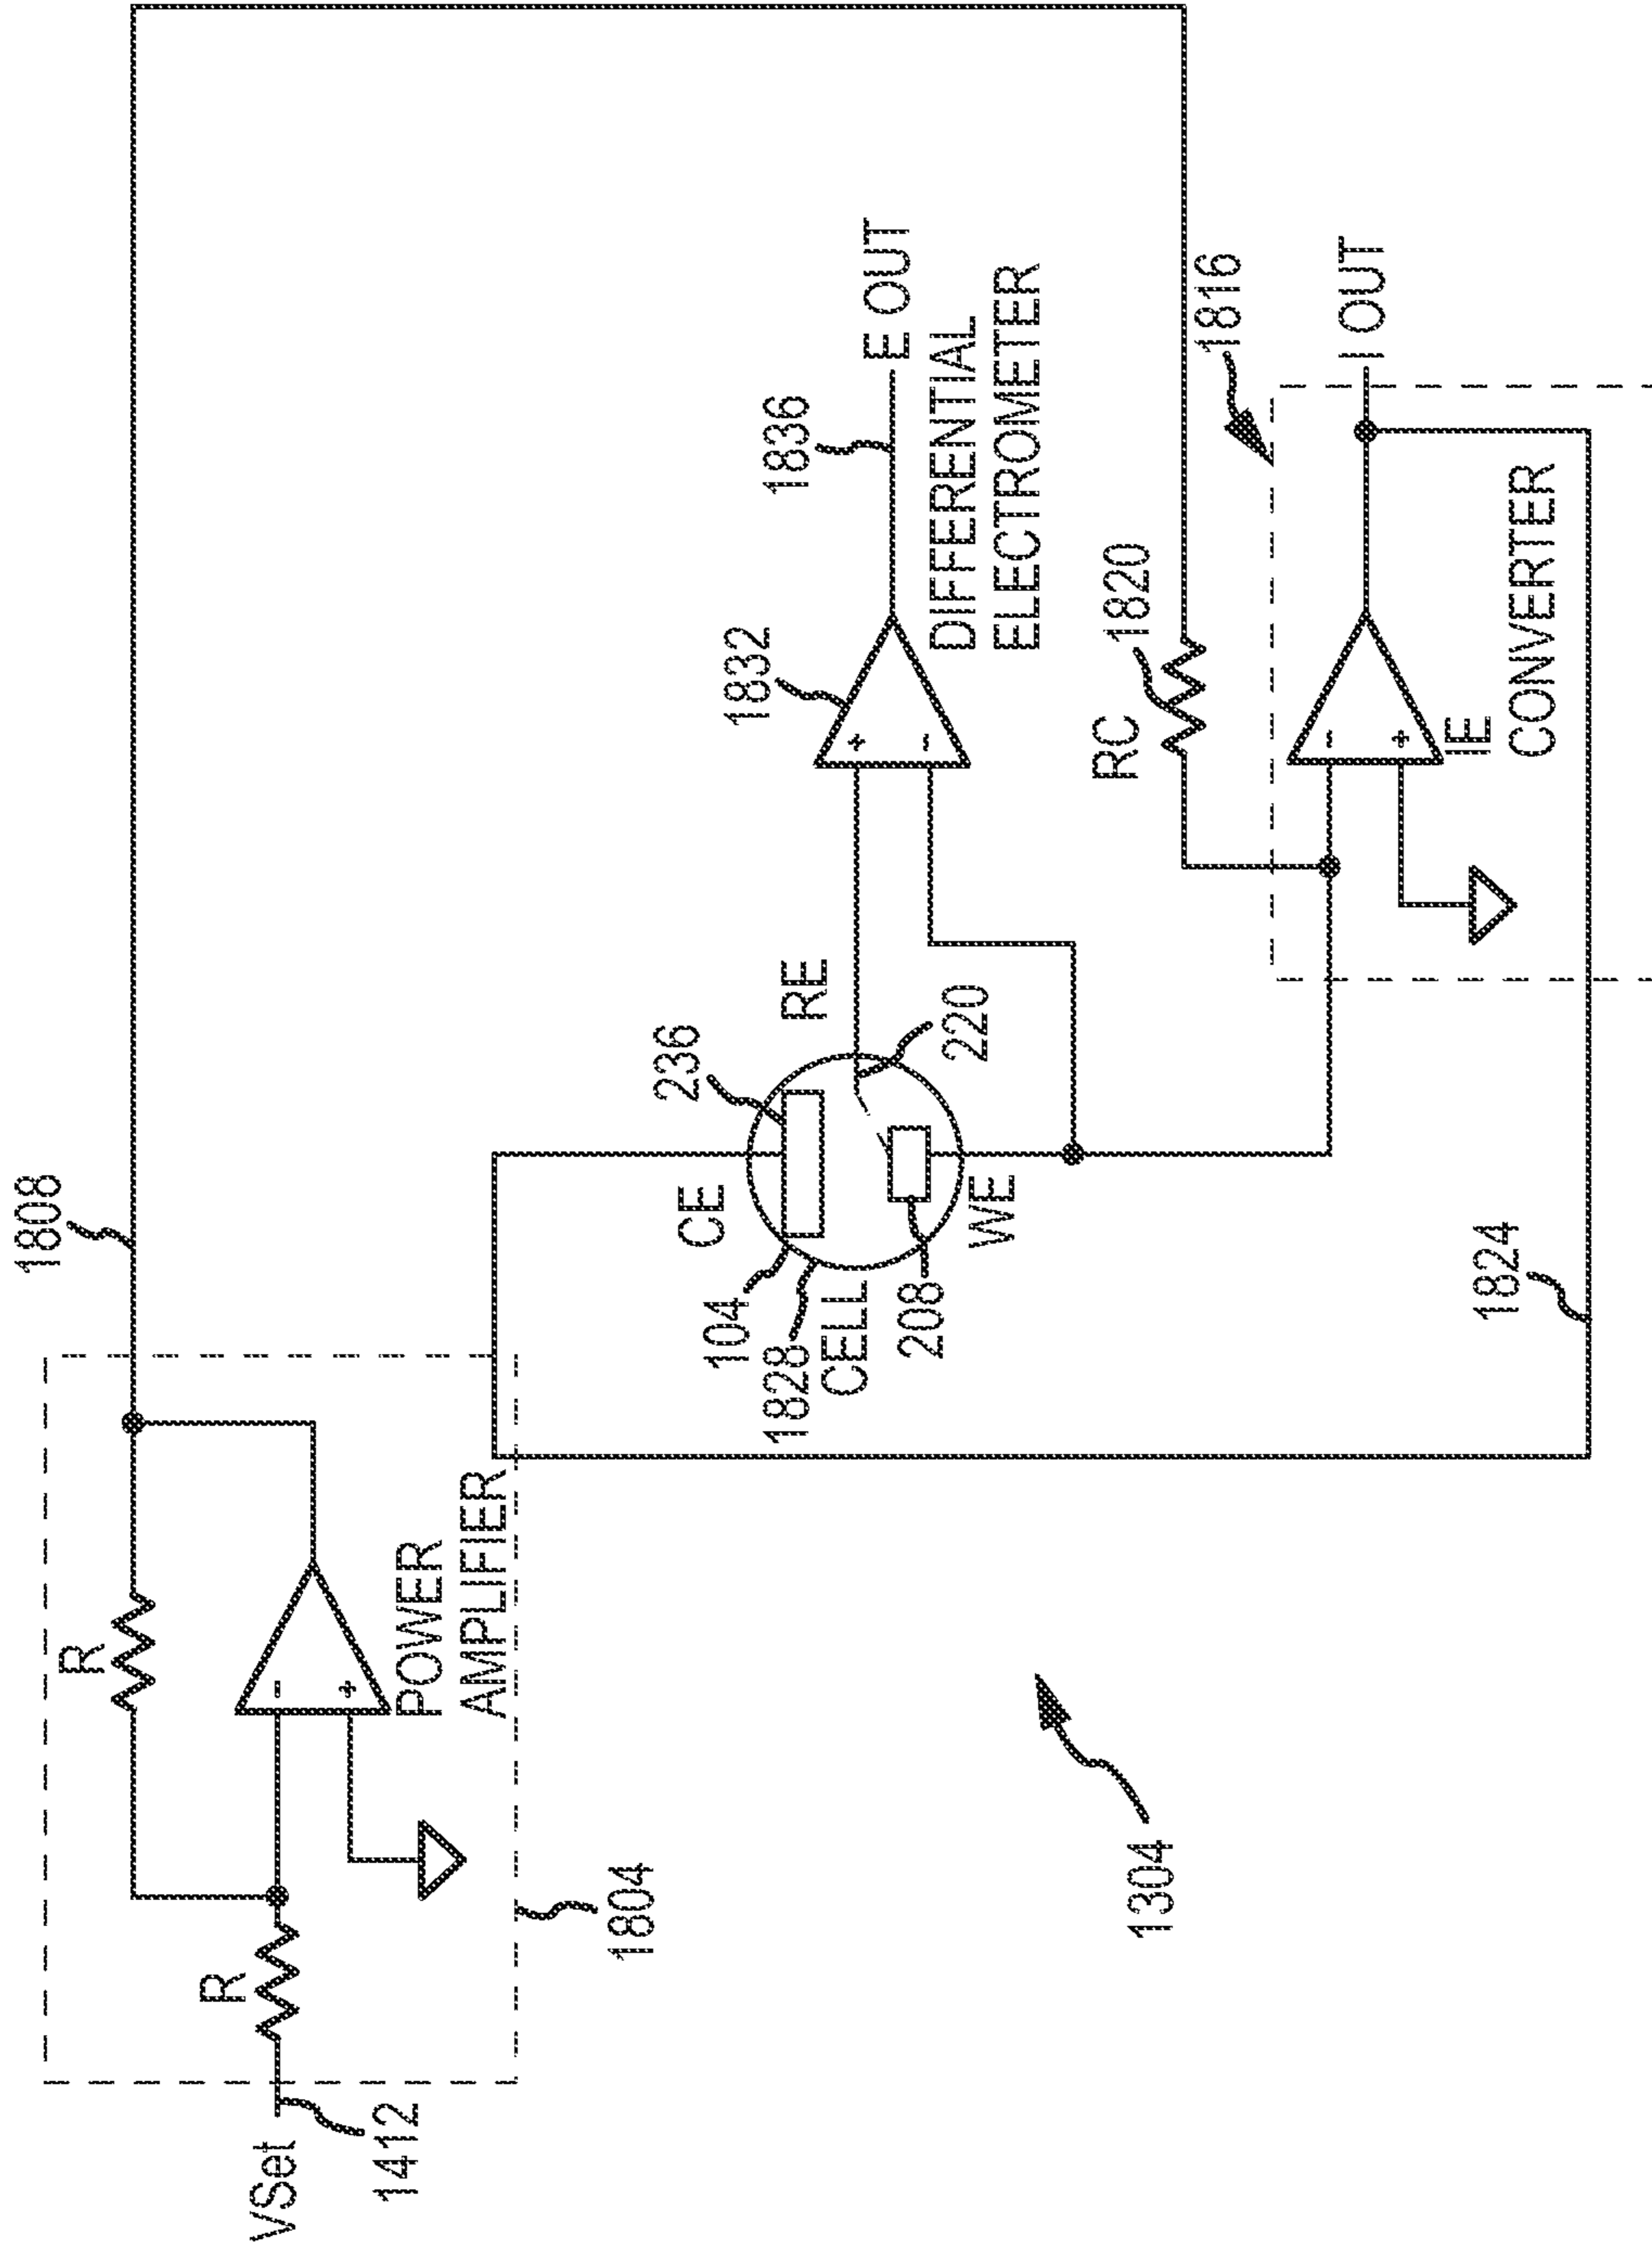 VSet
1412
R
R
POWER
AMPLIFIER
1804
1808
CE
236
RE
104
1828
CELL
208
WE
220
1832
1836
E OUT
DIFFERENTIAL
ELECTROMETER
RC
1820
1816
I OUT
IE
CONVERTER
1824
1304
-
+
+
-
-
+